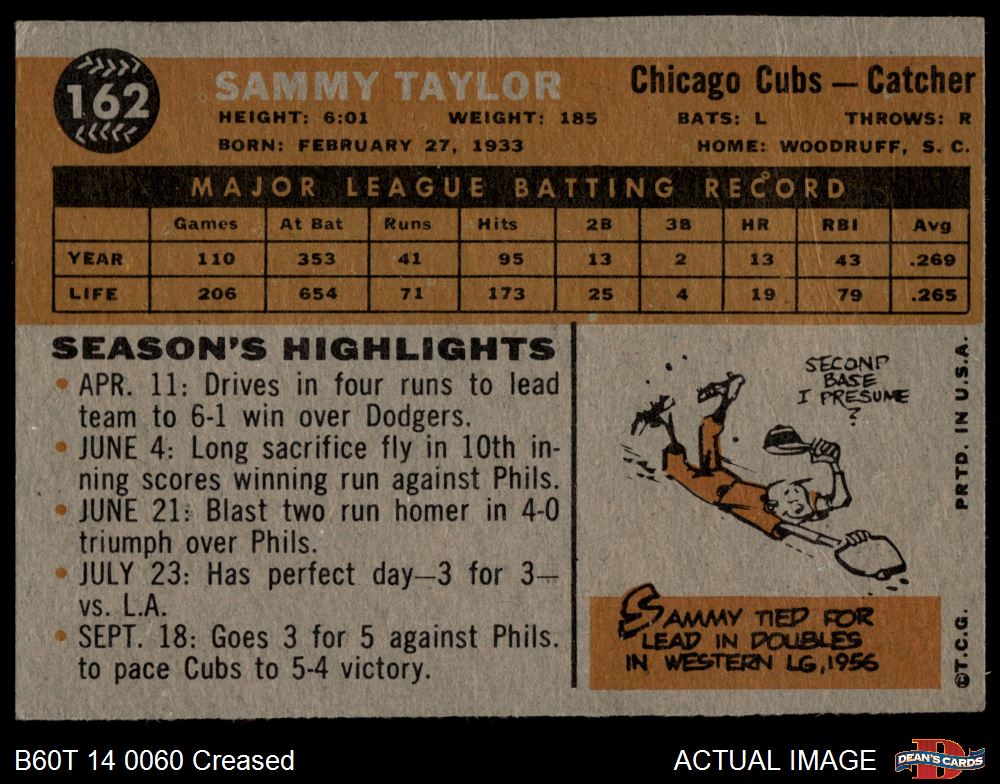 162
SAMMY TAYLOR
Chicago Cubs — Catcher
HEIGHT: 6:01 WEIGHT: 185 BATS: L THROWS: R
BORN: FEBRUARY 27, 1933 HOME: WOODRUFF, S. C.
MAJOR LEAGUE BATTING RECORD
Games At Bat Runs Hits 2B 3B HR RBI Avg
YEAR 110 353 41 95 13 2 13 43 .269
LIFE 206 654 71 173 25 4 19 79 .265
SEASON'S HIGHLIGHTS
• APR. 11: Drives in four runs to lead
team to 6-1 win over Dodgers.
• JUNE 4: Long sacrifice fly in 10th in-
ning scores winning run against Phils.
• JUNE 21: Blast two run homer in 4-0
triumph over Phils.
• JULY 23: Has perfect day—3 for 3—
vs. L.A.
• SEPT. 18: Goes 3 for 5 against Phils.
to pace Cubs to 5-4 victory.
SECOND
BASE
I PRESUME
?
SAMMY TIED FOR
LEAD IN DOUBLES
IN WESTERN LG, 1956
PRTD. IN U.S.A.
©T.C.G.
B60T 14 0060 Creased
ACTUAL IMAGE
D
DEAN'S CARDS